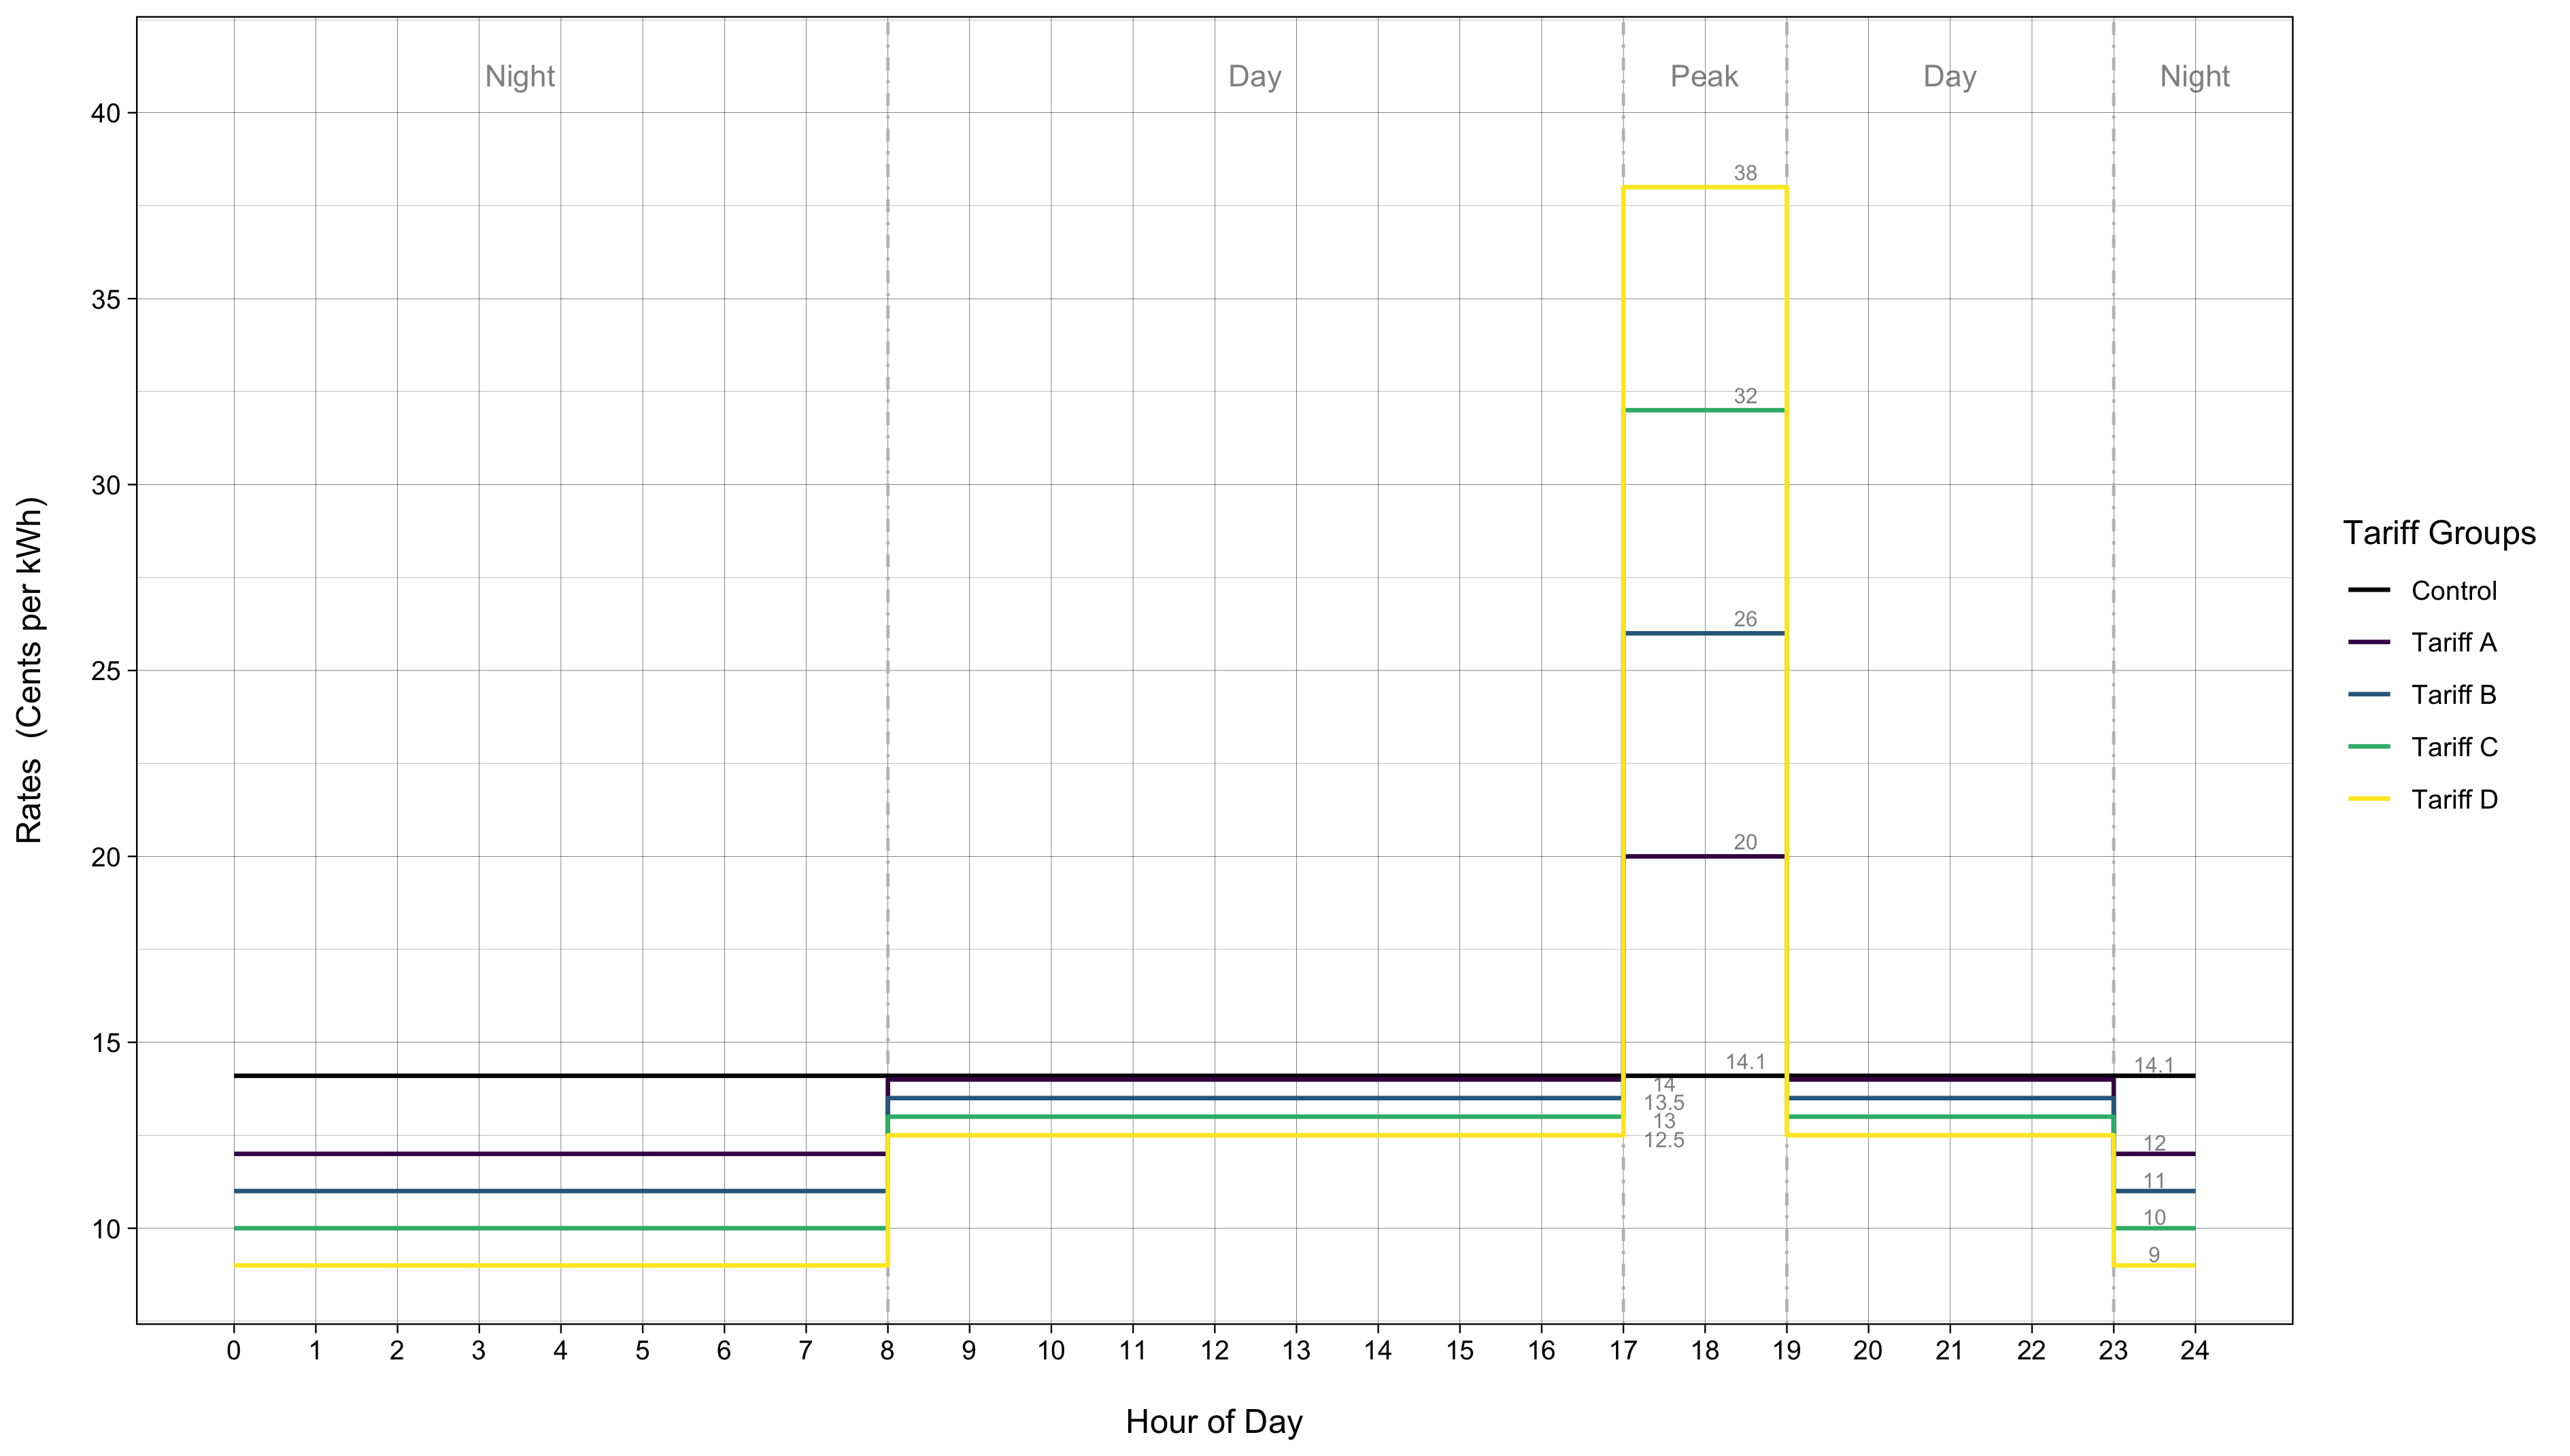 Night Day Peak Day Night
40
38
35
32
30
26
25
20
20
15
14.1 14.1
14
13.5
13
12.5
12
11
10
10
9
0 1 2 3 4 5 6 7 8 9 10 11 12 13 14 15 16 17 18 19 20 21 22 23 24
Hour of Day
Rates (Cents per kWh)
Tariff Groups
Control
Tariff A
Tariff B
Tariff C
Tariff D